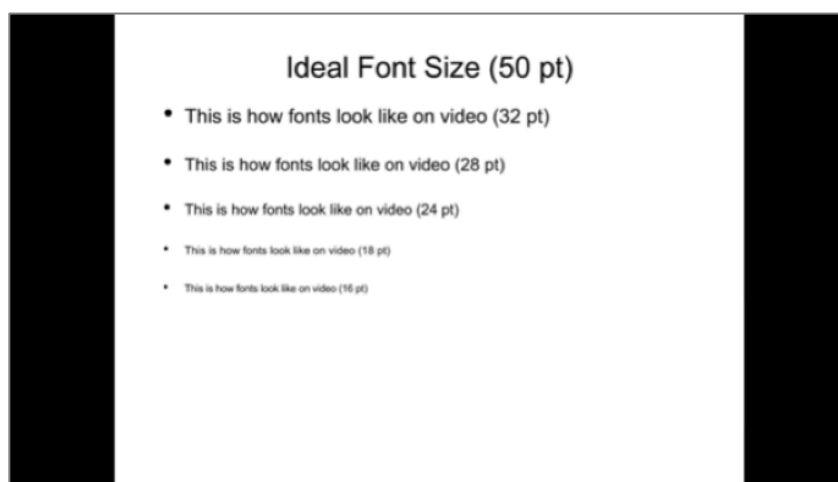 Ideal Font Size (50 pt)
• This is how fonts look like on video (32 pt)
• This is how fonts look like on video (28 pt)
• This is how fonts look like on video (24 pt)
• This is how fonts look like on video (18 pt)
• This is how fonts look like on video (16 pt)